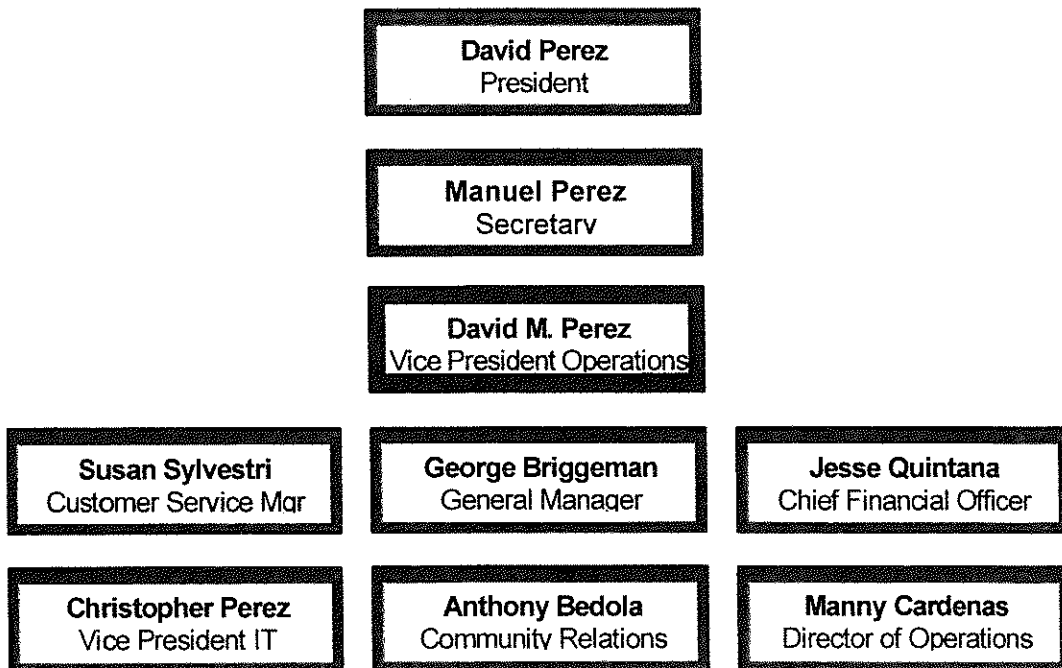 David Perez
President
Manuel Perez
Secretary
David M. Perez
Vice President Operations
Susan Sylvestri
Customer Service Mgr
George Briggeman
General Manager
Jesse Quintana
Chief Financial Officer
Christopher Perez
Vice President IT
Anthony Bedola
Community Relations
Manny Cardenas
Director of Operations